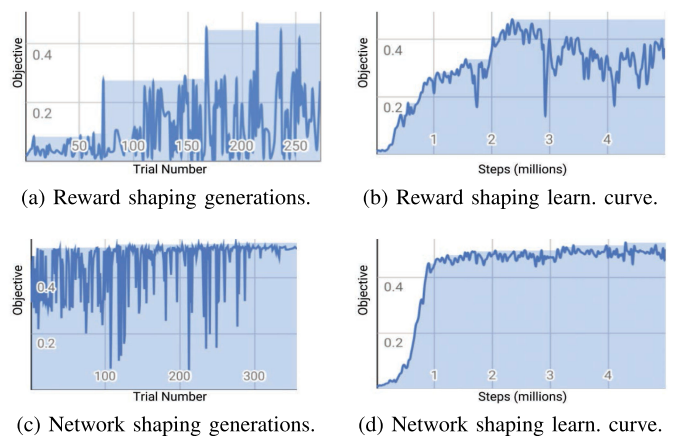 Objective
0.4
0.2
50
100
150
200
250
Trial Number
(a) Reward shaping generations.
Objective
0.4
0.2
1
2
3
4
Steps (millions)
(b) Reward shaping learn. curve.
Objective
0.4
0.2
100
200
300
Trial Number
(c) Network shaping generations.
Objective
0.4
0.2
1
2
3
4
Steps (millions)
(d) Network shaping learn. curve.